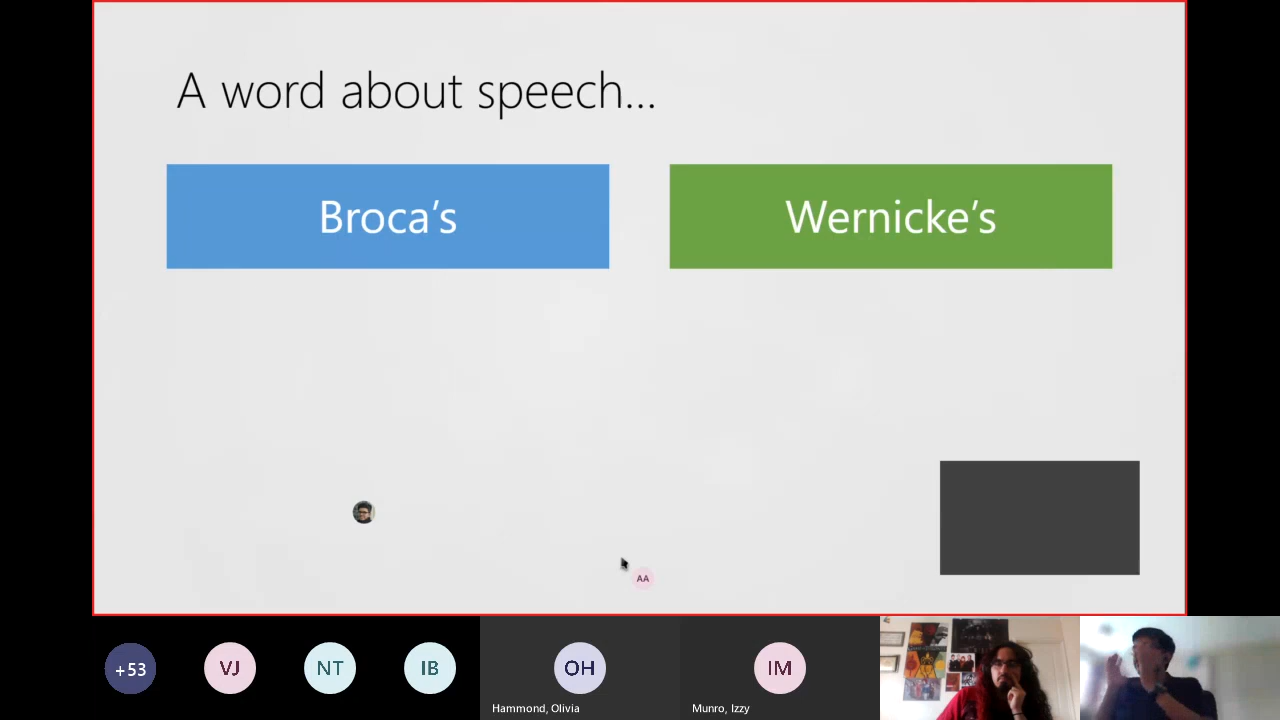 A word about speech...
Broca's
Wernicke's
AA
+53
VJ
NT
IB
OH
IM
Hammond, Olivia
Munro, Izzy